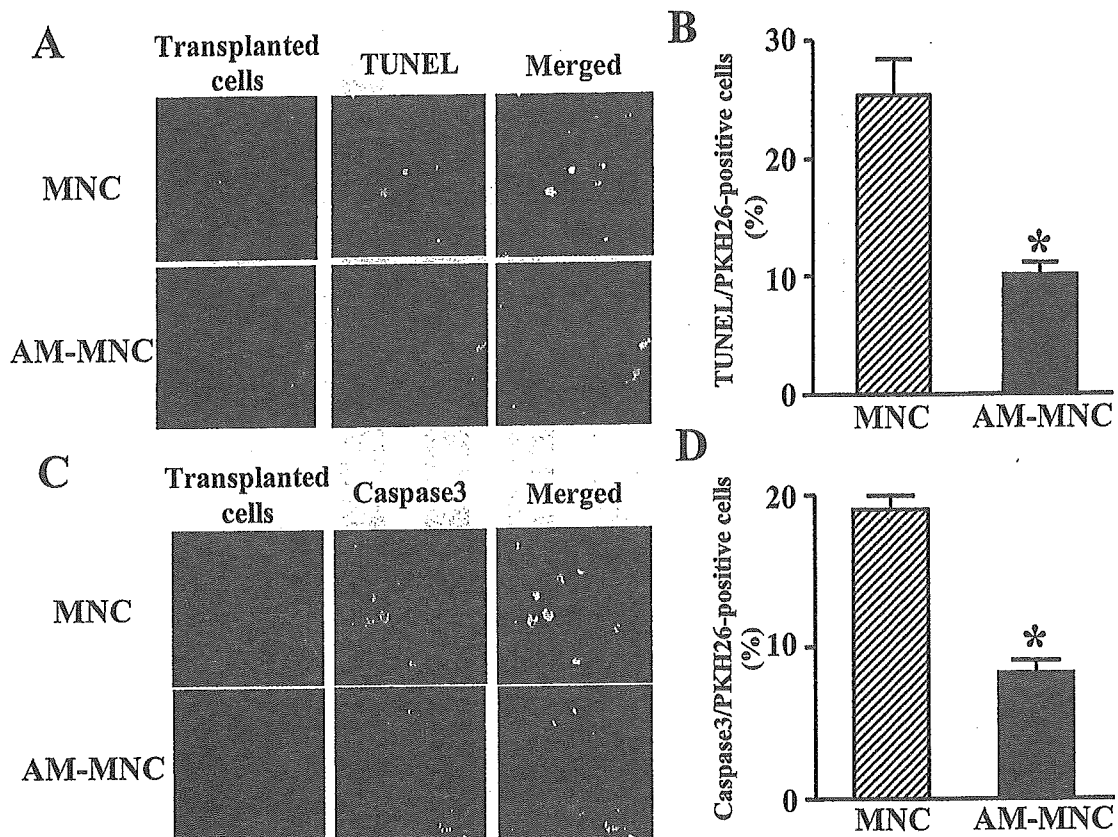 A
Transplanted
cells
TUNEL
Merged
MNC
AM-MNC
B
TUNEL/PKH26-positive cells
(%)
30
20
10
0
*
MNC
AM-MNC
C
Transplanted
cells
Caspase3
Merged
MNC
AM-MNC
D
Caspase3/PKH26-positive cells
(%)
20
10
0
*
MNC
AM-MNC